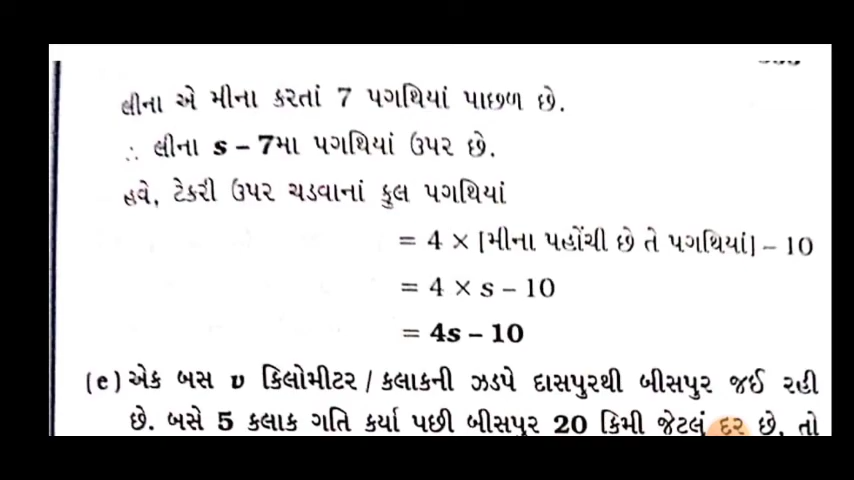 લીના એ મીના કરતાં 7 પગથિયાં પાછળ છે.
∴ લીના s – 7મા પગથિયાં ઉપર છે.
હવે, ટેકરી ઉપર ચડવાનાં કુલ પગથિયાં
= 4 × [મીના પહોંચી છે તે પગથિયાં] – 10
= 4 × s – 10
= 4s – 10
(e) એક બસ v કિલોમીટર / કલાકની ઝડપે દાસપુરથી બીસપુર જઈ રહી
છે. બસે 5 કલાક ગતિ કર્યા પછી બીસપુર 20 કિમી જેટલું દૂર છે, તો